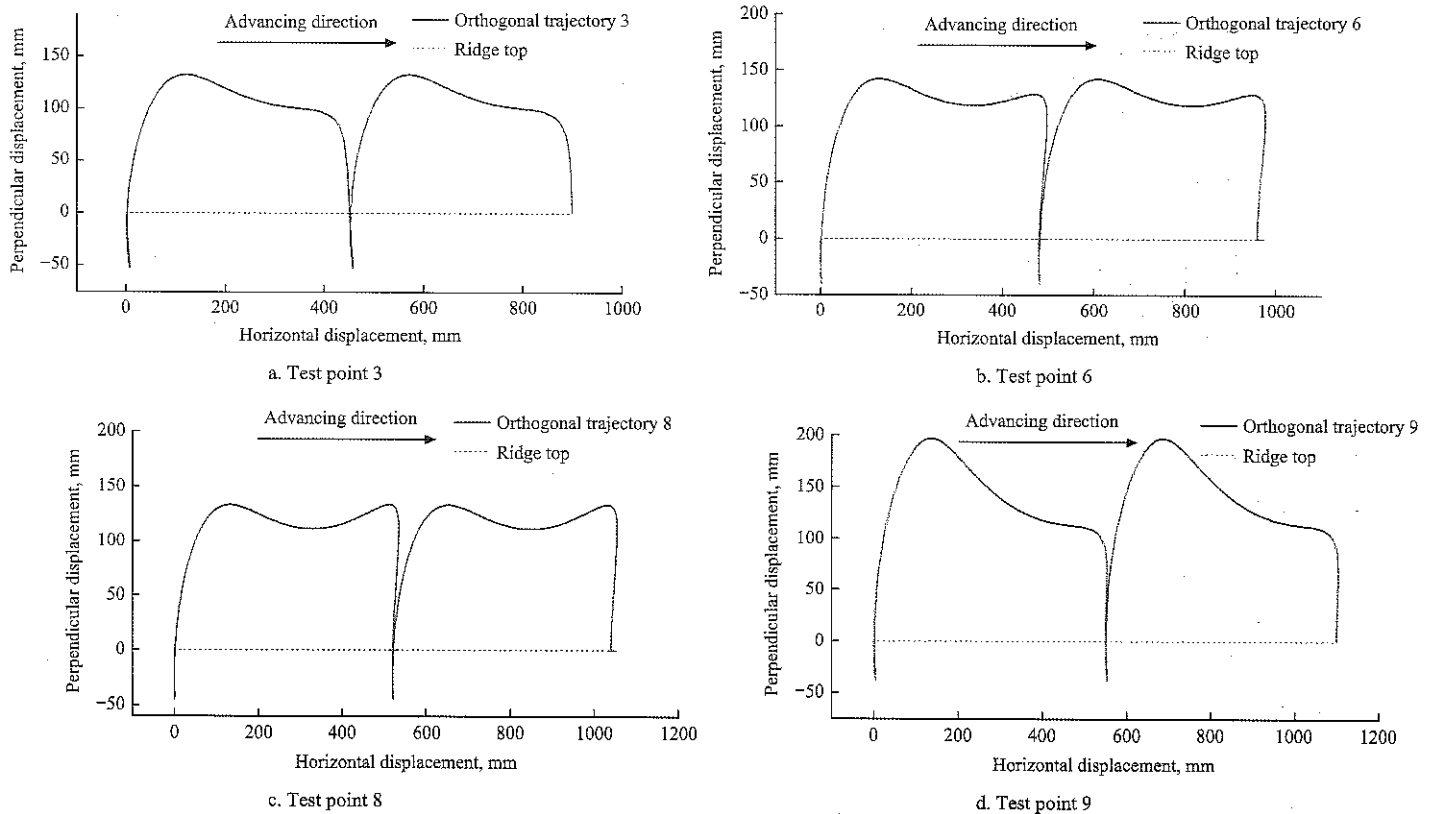 Advancing direction
Orthogonal trajectory 3
Ridge top
Perpendicular displacement, mm
150
100
50
0
−50
0 200 400 600 800 1000
Horizontal displacement, mm
a. Test point 3
Advancing direction
Orthogonal trajectory 6
Ridge top
Perpendicular displacement, mm
200
150
100
50
0
−50
0 200 400 600 800 1000
Horizontal displacement, mm
b. Test point 6
Advancing direction
Orthogonal trajectory 8
Ridge top
Perpendicular displacement, mm
200
150
100
50
0
−50
0 200 400 600 800 1000 1200
Horizontal displacement, mm
c. Test point 8
Advancing direction
Orthogonal trajectory 9
Ridge top
Perpendicular displacement, mm
200
150
100
50
0
−50
0 200 400 600 800 1000 1200
Horizontal displacement, mm
d. Test point 9